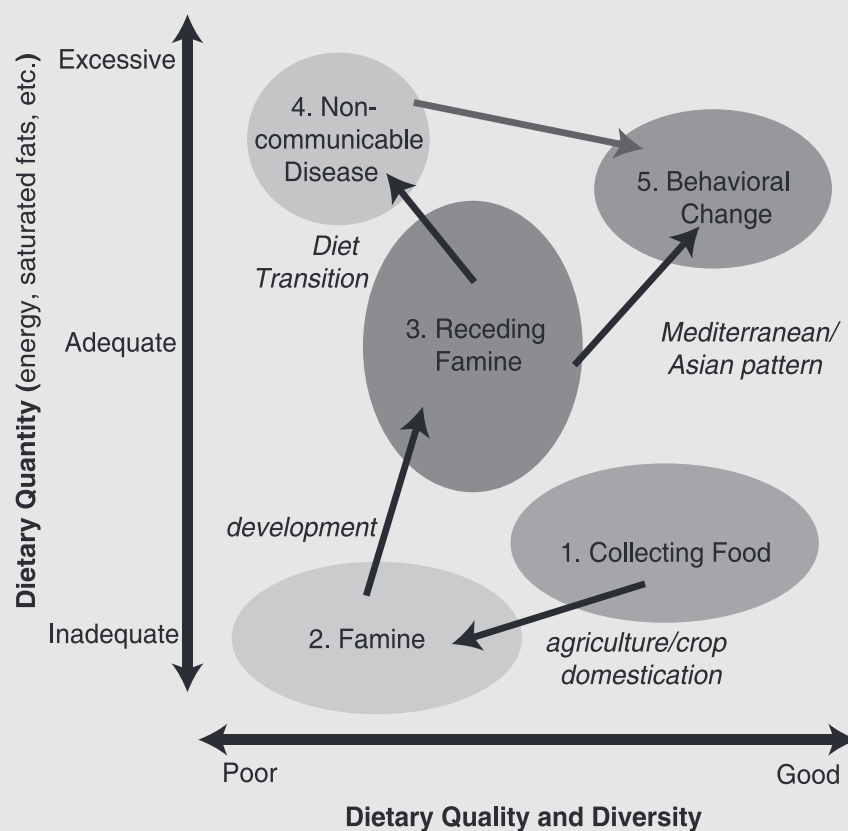 Dietary Quantity (energy, saturated fats, etc.)
Excessive
Adequate
Inadequate
4. Non-
communicable
Disease
5. Behavioral
Change
Diet
Transition
3. Receding
Famine
Mediterranean/
Asian pattern
development
1. Collecting Food
2. Famine
agriculture/crop
domestication
Poor
Good
Dietary Quality and Diversity